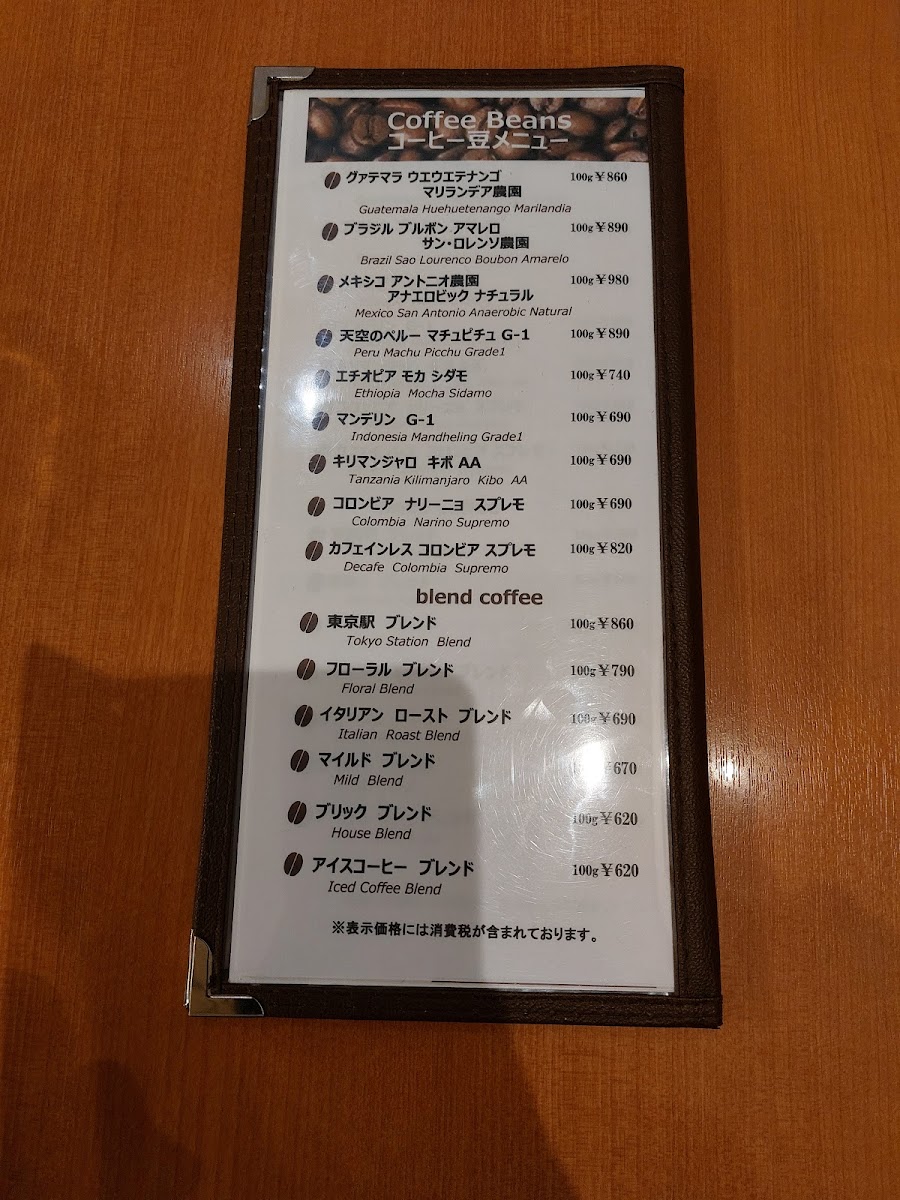 Coffee Beans
コーヒー豆メニュー
グァテマラ ウエウエテナンゴ 100g￥860
マリランデア農園
Guatemala Huehuetenango Marilandia
ブラジル ブルボン アマレロ 100g￥890
サン・ロレンソ農園
Brazil Sao Lourenco Boubon Amarelo
メキシコ アントニオ農園 100g￥980
アナエロビック ナチュラル
Mexico San Antonio Anaerobic Natural
天空のペルー マチュピチュ G-1 100g￥890
Peru Machu Picchu Grade1
エチオピア モカ シダモ 100g￥740
Ethiopia Mocha Sidamo
マンデリン G-1 100g￥690
Indonesia Mandheling Grade1
キリマンジャロ キボ AA 100g￥690
Tanzania Kilimanjaro Kibo AA
コロンビア ナリーニョ スプレモ 100g￥690
Colombia Narino Supremo
カフェインレス コロンビア スプレモ 100g￥820
Decafe Colombia Supremo
blend coffee
東京駅 ブレンド 100g￥860
Tokyo Station Blend
フローラル ブレンド 100g￥790
Floral Blend
イタリアン ロースト ブレンド 100g￥690
Italian Roast Blend
マイルド ブレンド ￥670
Mild Blend
ブリック ブレンド 100g￥620
House Blend
アイスコーヒー ブレンド 100g￥620
Iced Coffee Blend
※表示価格には消費税が含まれております。